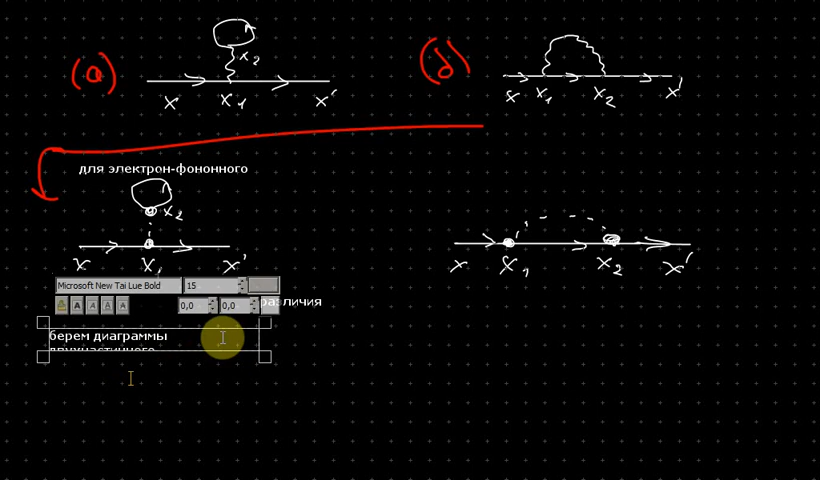 (a)
x₂
x x₁ x'
(d)
x x₁ x₂ x'
для электрон-фононного
x₂
x x₁ x'
x x₁ x₂ x'
Microsoft New Tai Lue Bold 15
A A A A 0,0 0,0
различия
берем диаграммы
двухчастичного